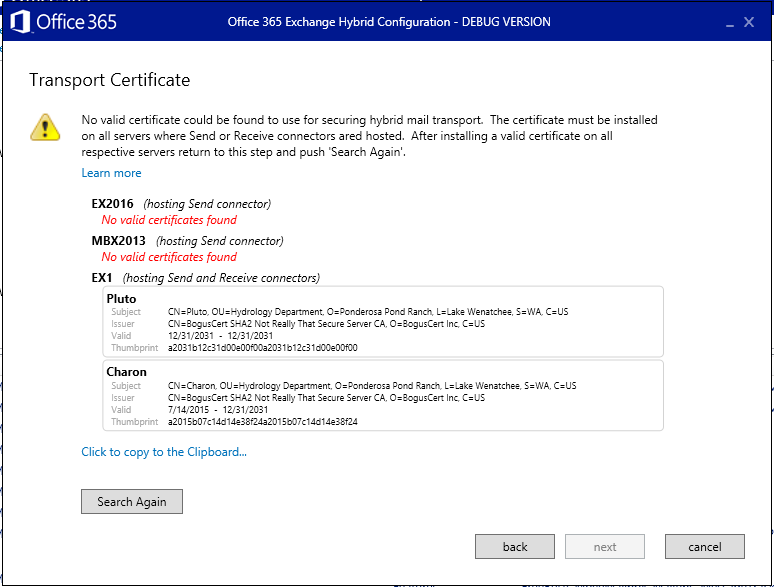 Office 365
Office 365 Exchange Hybrid Configuration - DEBUG VERSION
Transport Certificate
No valid certificate could be found to use for securing hybrid mail transport. The certificate must be installed
on all servers where Send or Receive connectors ared hosted. After installing a valid certificate on all
respective servers return to this step and push 'Search Again'.
Learn more
EX2016 (hosting Send connector)
No valid certificates found
MBX2013 (hosting Send connector)
No valid certificates found
EX1 (hosting Send and Receive connectors)
Pluto
Subject CN=Pluto, OU=Hydrology Department, O=Ponderosa Pond Ranch, L=Lake Wenatchee, S=WA, C=US
Issuer CN=BogusCert SHA2 Not Really That Secure Server CA, O=BogusCert Inc, C=US
Valid 12/31/2031 - 12/31/2031
Thumbprint a2031b12c31d00e00f00a2031b12c31d00e00f00
Charon
Subject CN=Charon, OU=Hydrology Department, O=Ponderosa Pond Ranch, L=Lake Wenatchee, S=WA, C=US
Issuer CN=BogusCert SHA2 Not Really That Secure Server CA, O=BogusCert Inc, C=US
Valid 7/14/2015 - 12/31/2031
Thumbprint a2015b07c14d14e38f24a2015b07c14d14e38f24
Click to copy to the Clipboard...
Search Again
back next cancel